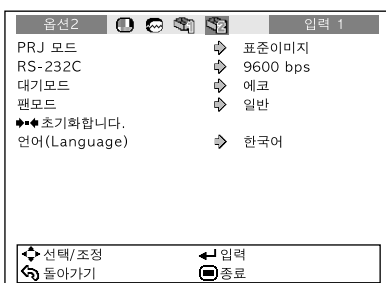 옵션2 입력 1
PRJ 모드 표준이미지
RS-232C 9600 bps
대기모드 에코
팬모드 일반
초기화합니다.
언어(Language) 한국어
선택/조정 입력
돌아가기 종료